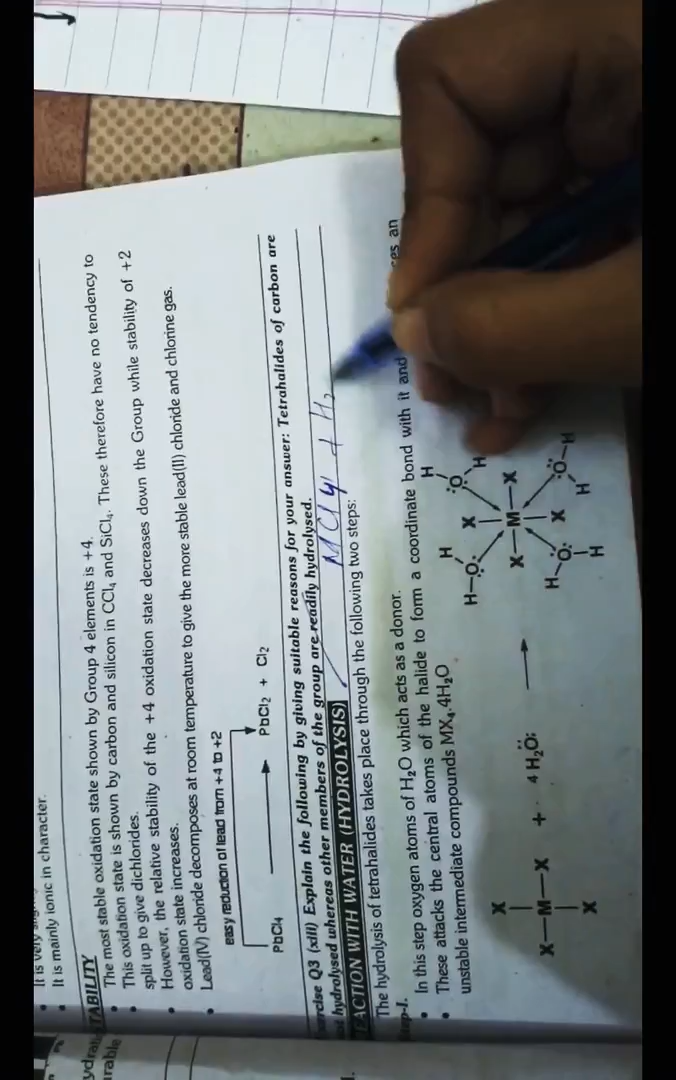 It is mainly ionic in character.
The most stable oxidation state shown by Group 4 elements is +4.
This oxidation state is shown by carbon and silicon in CCl₄ and SiCl₄. These therefore have no tendency to
split up to give dichlorides.
However, the relative stability of the +4 oxidation state decreases down the Group while stability of +2
oxidation state increases.
Lead(IV) chloride decomposes at room temperature to give the more stable lead(II) chloride and chlorine gas.
easy reduction of lead from +4 to +2
PbCl₄ → PbCl₂ + Cl₂
Q3 (xiii) Explain the following by giving suitable reasons for your answer: Tetrahalides of carbon are
hydrolysed whereas other members of the group are readily hydrolysed.
WITH WATER (HYDROLYSIS)
MCl4 + H₂
The hydrolysis of tetrahalides takes place through the following two steps:
In this step oxygen atoms of H₂O which acts as a donor.
These attacks the central atoms of the halide to form a coordinate bond with it and
an
unstable intermediate compounds MX₄.4H₂O
X
X—M—X + 4 H₂Ö: →
X
H H
H—O: X :O—H
X—M—X
H—O: X :O—H
H H